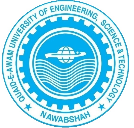 QUAID-E-AWAM UNIVERSITY OF ENGINEERING, SCIENCE & TECHNOLOGY
NAWABSHAH